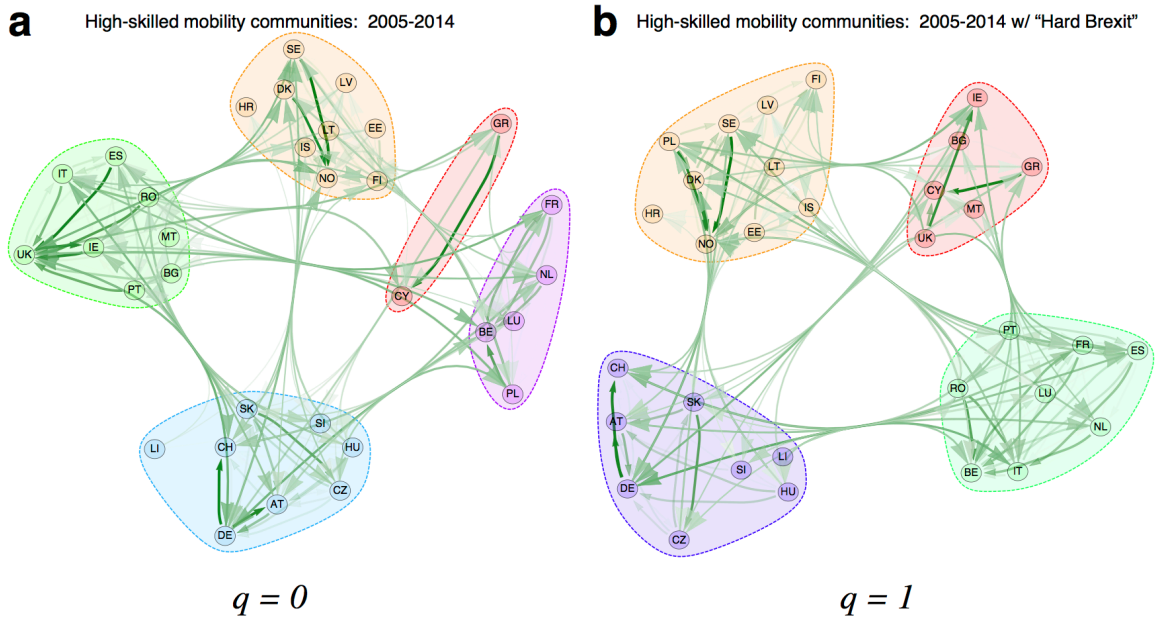 a
High-skilled mobility communities: 2005-2014
SE
DK
LV
HR
LT
EE
IS
NO
FI
GR
CY
ES
IT
RO
MT
UK
IE
BG
PT
FR
NL
LU
BE
PL
SK
SI
LI
CH
HU
CZ
AT
DE
q = 0
b
High-skilled mobility communities: 2005-2014 w/ "Hard Brexit"
FI
LV
SE
PL
LT
DK
HR
IS
EE
NO
IE
BG
GR
CY
MT
UK
PT
FR
ES
RO
LU
NL
BE
IT
CH
SK
AT
LI
SI
DE
HU
CZ
q = 1